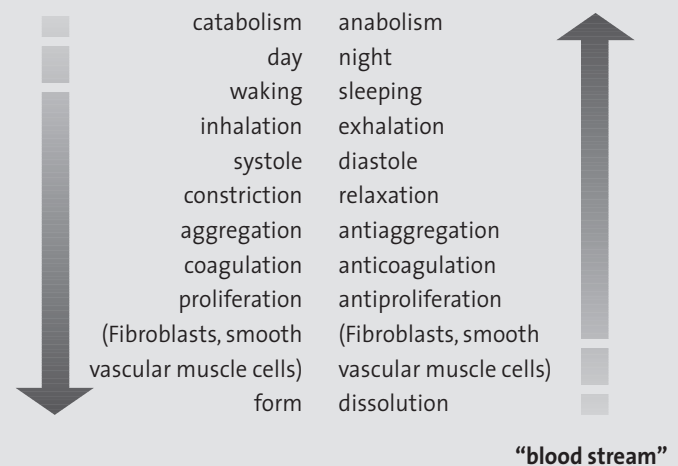 catabolism anabolism
day night
waking sleeping
inhalation exhalation
systole diastole
constriction relaxation
aggregation antiaggregation
coagulation anticoagulation
proliferation antiproliferation
(Fibroblasts, smooth (Fibroblasts, smooth
vascular muscle cells) vascular muscle cells)
form dissolution
“blood stream”